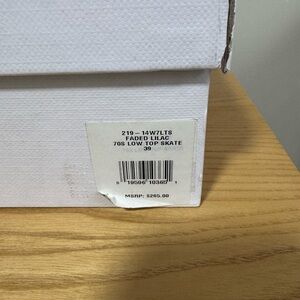 219-14W7LTS
FADED LILAC
70S LOW TOP SKATE
39
MSRP: $265.00